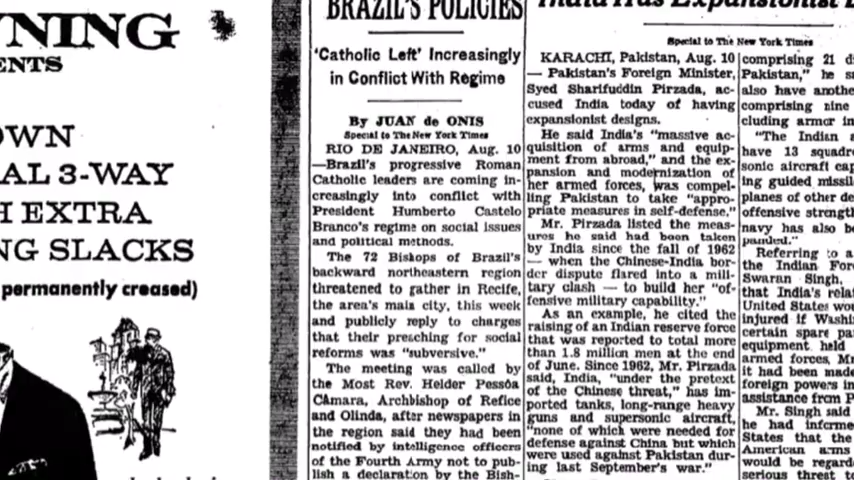 WNING
ENTS
OWN
AL 3-WAY
H EXTRA
NG SLACKS
permanently creased)
BRAZIL'S POLICIES
'Catholic Left' Increasingly
in Conflict With Regime
By JUAN de ONIS
Special to The New York Times
RIO DE JANEIRO, Aug. 10
—Brazil's progressive Roman
Catholic leaders are coming in-
creasingly into conflict with
President Humberto Castelo
Branco's regime on social issues
and political methods.
The 72 Bishops of Brazil's
backward northeastern region
threatened to gather in Recife,
the area's main city, this week
and publicly reply to charges
that their preaching for social
reforms was "subversive."
The meeting was called by
the Most Rev. Helder Pessôa
Câmara, Archbishop of Refice
and Olinda, after newspapers in
the region said they had been
notified by intelligence officers
of the Fourth Army not to pub-
lish a declaration by the Bish-
India Has Expansionist
Special to The New York Times
KARACHI, Pakistan, Aug. 10
— Pakistan's Foreign Minister,
Syed Sharifuddin Pirzada, ac-
cused India today of having
expansionist designs.
He said India's "massive ac-
quisition of arms and equip-
ment from abroad," and the ex-
pansion and modernization of
her armed forces, was compel-
ling Pakistan to take "appro-
priate measures in self-defense."
Mr. Pirzada listed the meas-
ures he said had been taken
by India since the fall of 1962
— when the Chinese-India bor-
der dispute flared into a mili-
tary clash — to build her "of-
fensive military capability."
As an example, he cited the
raising of an Indian reserve force
that was reported to total more
than 1.8 million men at the end
of June. Since 1962, Mr. Pirzada
said, India, "under the pretext
of the Chinese threat," has im-
ported tanks, long-range heavy
guns and supersonic aircraft,
"none of which were needed for
defense against China but which
were used against Pakistan dur-
ing last September's war."
comprising 21 d
Pakistan," he s
also have anothe
comprising nine
cluding armor in
"The Indian a
have 13 squadr
sonic aircraft cap
ing guided missil
planes of other de
offensive strengt
navy has also be
panded."
Referring to a
the Indian For
Swaran Singh,
that India's rela
United States wou
injured if Washi
certain spare pa
equipment held
armed forces, Mr
it had been made
foreign powers in
assistance from P
Mr. Singh said
he had informe
States that the
American arms
would be regard
serious threat to